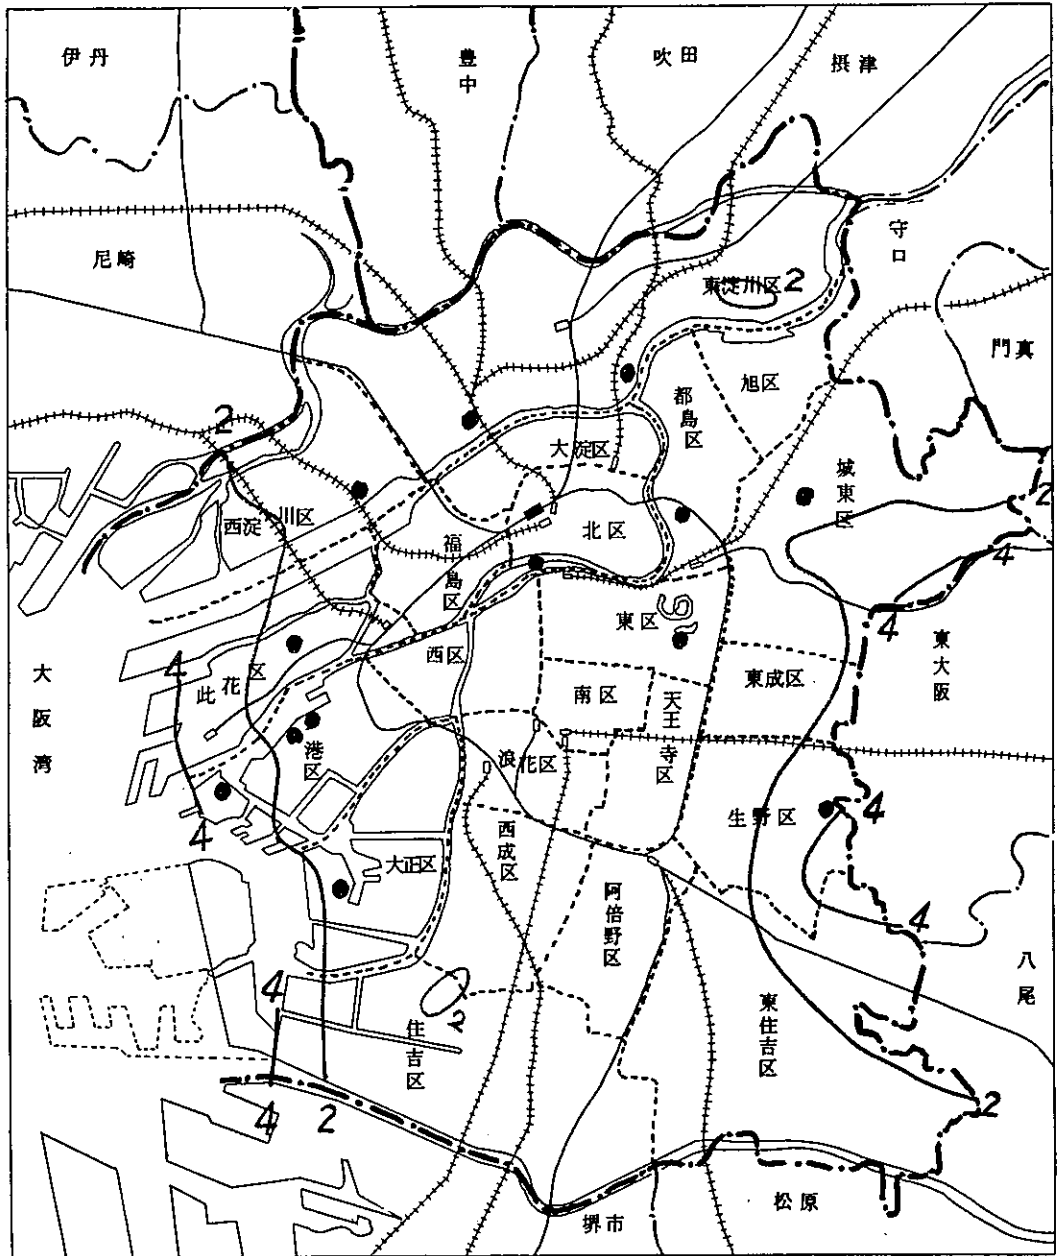 伊丹
豊中
吹田
摂津
尼崎
守口
門真
東淀川区
2
旭区
都島区
2
大淀区
城東区
2
西淀川区
北区
福島区
4
東区
9
4
東大阪
大阪湾
西区
此花区
4
南区
天王寺区
東成区
港区
浪花区
4
生野区
4
4
西成区
大正区
阿倍野区
4
八尾
4
2
住吉区
東住吉区
4
2
2
松原
堺市